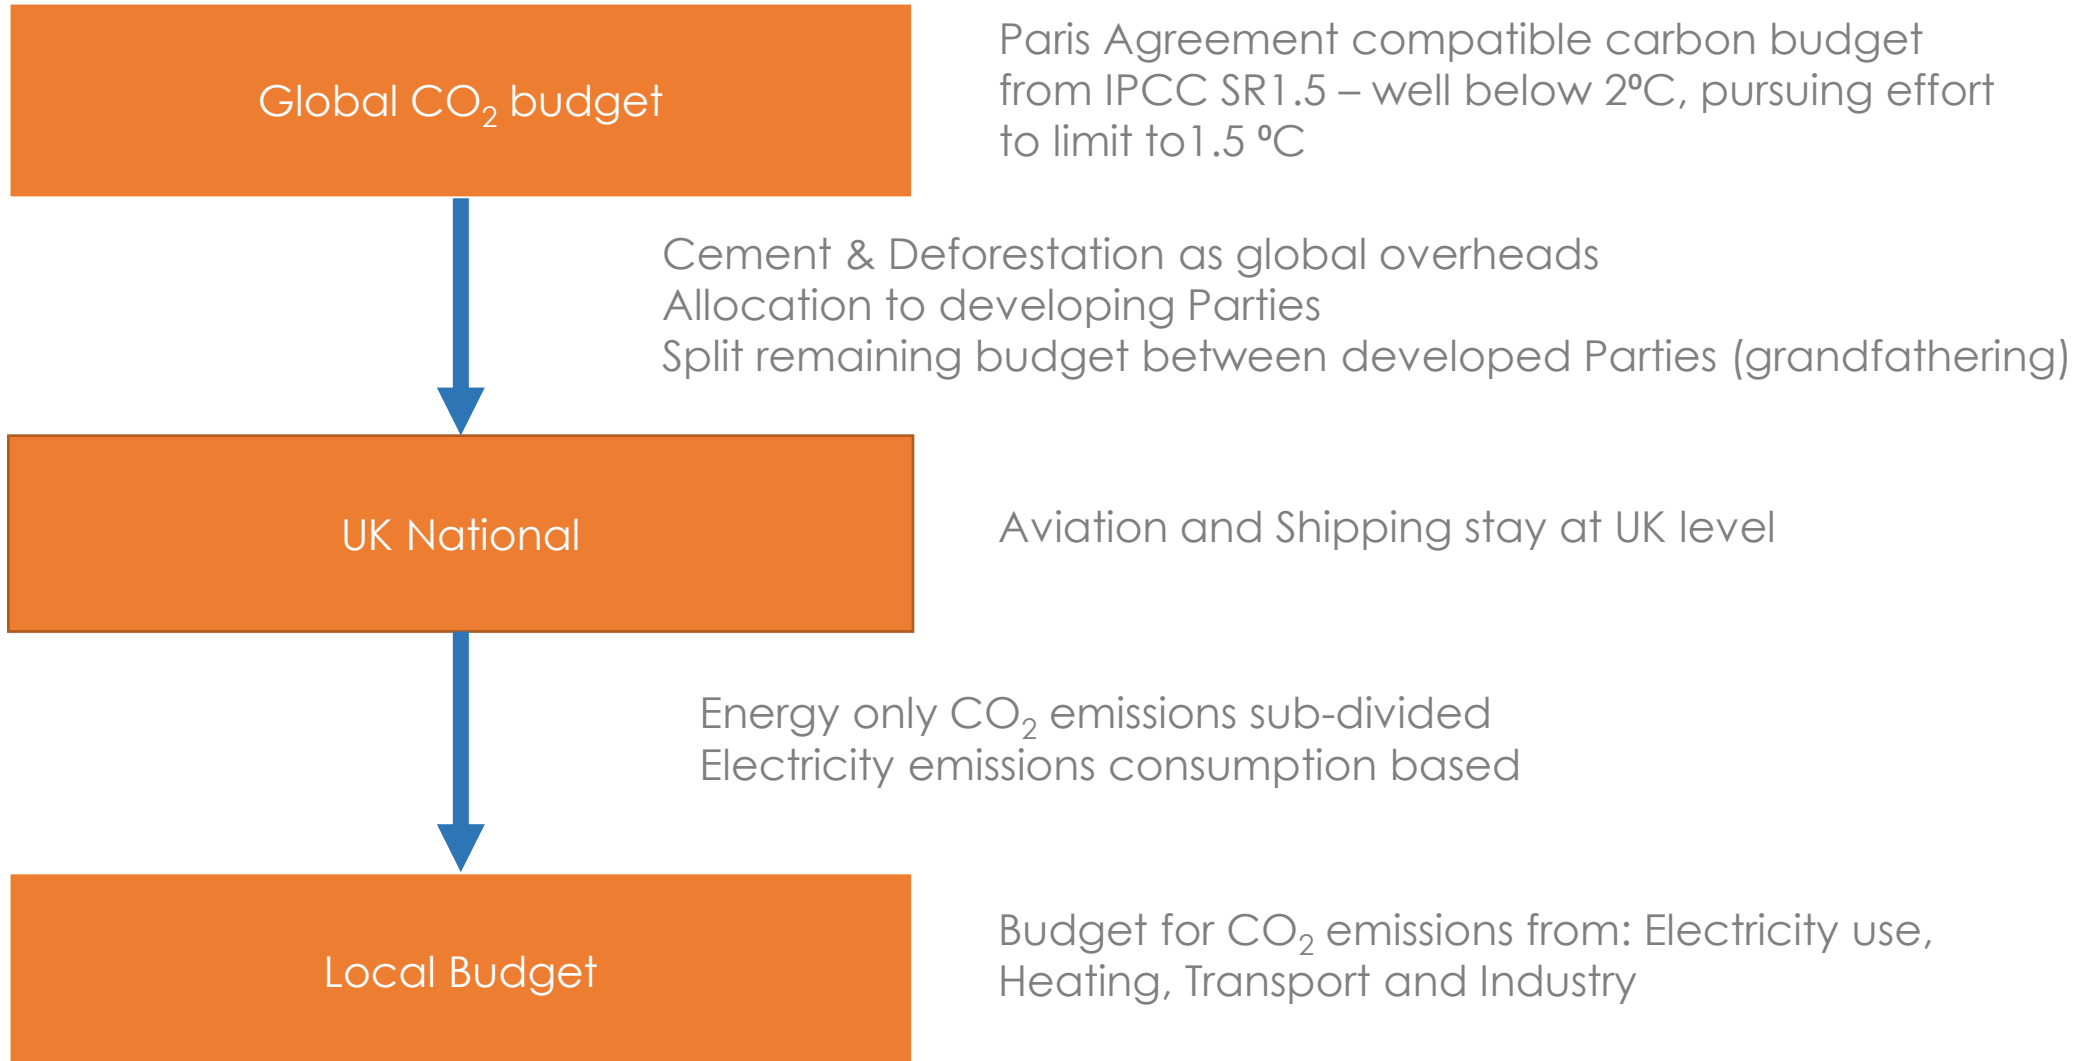 Global CO₂ budget
Paris Agreement compatible carbon budget
from IPCC SR1.5 – well below 2⁰C, pursuing effort
to limit to1.5 ⁰C
Cement & Deforestation as global overheads
Allocation to developing Parties
Split remaining budget between developed Parties (grandfathering)
UK National
Aviation and Shipping stay at UK level
Energy only CO₂ emissions sub-divided
Electricity emissions consumption based
Local Budget
Budget for CO₂ emissions from: Electricity use,
Heating, Transport and Industry